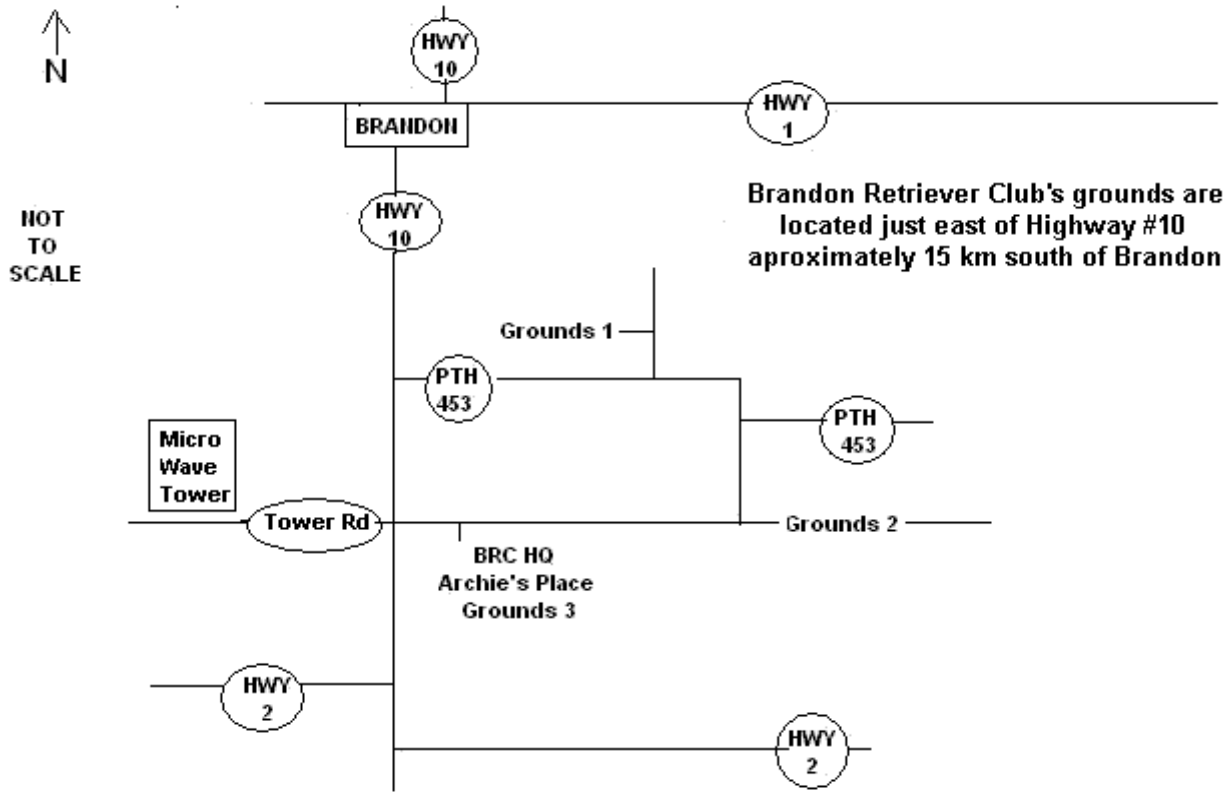 N
HWY
10
HWY
1
BRANDON
NOT
TO
SCALE
HWY
10
Brandon Retriever Club's grounds are
located just east of Highway #10
aproximately 15 km south of Brandon
Grounds 1
PTH
453
PTH
453
Micro
Wave
Tower
Tower Rd
Grounds 2
BRC HQ
Archie's Place
Grounds 3
HWY
2
HWY
2